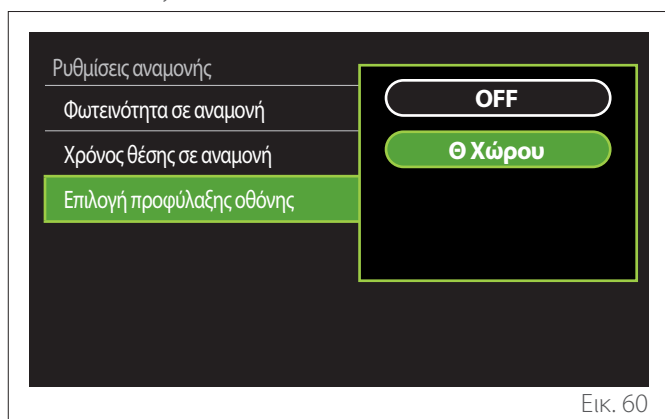 Ρυθμίσεις αναμονής
Φωτεινότητα σε αναμονή
Χρόνος θέσης σε αναμονή
Επιλογή προφύλαξης οθόνης
OFF
Θ Χώρου
Εικ. 60